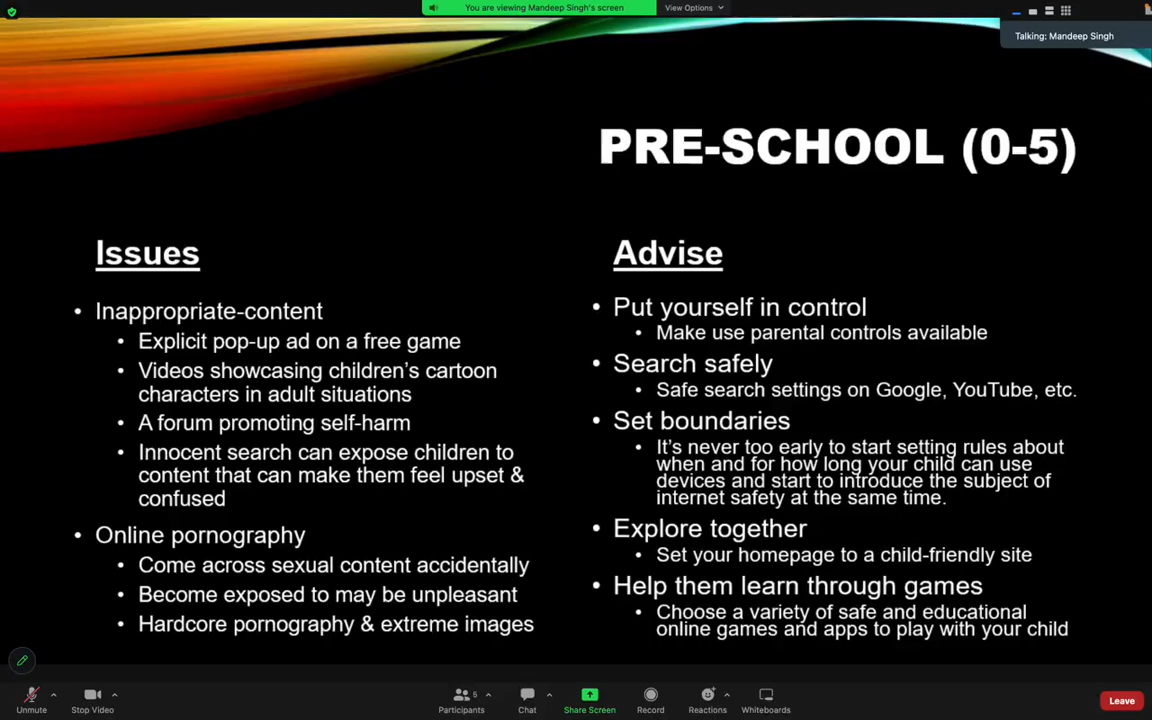 You are viewing Mandeep Singh's screen
View Options
Talking: Mandeep Singh
PRE-SCHOOL (0-5)
Issues
• Inappropriate-content
• Explicit pop-up ad on a free game
• Videos showcasing children's cartoon
characters in adult situations
• A forum promoting self-harm
• Innocent search can expose children to
content that can make them feel upset &
confused
• Online pornography
• Come across sexual content accidentally
• Become exposed to may be unpleasant
• Hardcore pornography & extreme images
Advise
• Put yourself in control
• Make use parental controls available
• Search safely
• Safe search settings on Google, YouTube, etc.
• Set boundaries
• It's never too early to start setting rules about
when and for how long your child can use
devices and start to introduce the subject of
internet safety at the same time.
• Explore together
• Set your homepage to a child-friendly site
• Help them learn through games
• Choose a variety of safe and educational
online games and apps to play with your child
Unmute
Stop Video
Participants
5
Chat
Share Screen
Record
Reactions
Whiteboards
Leave